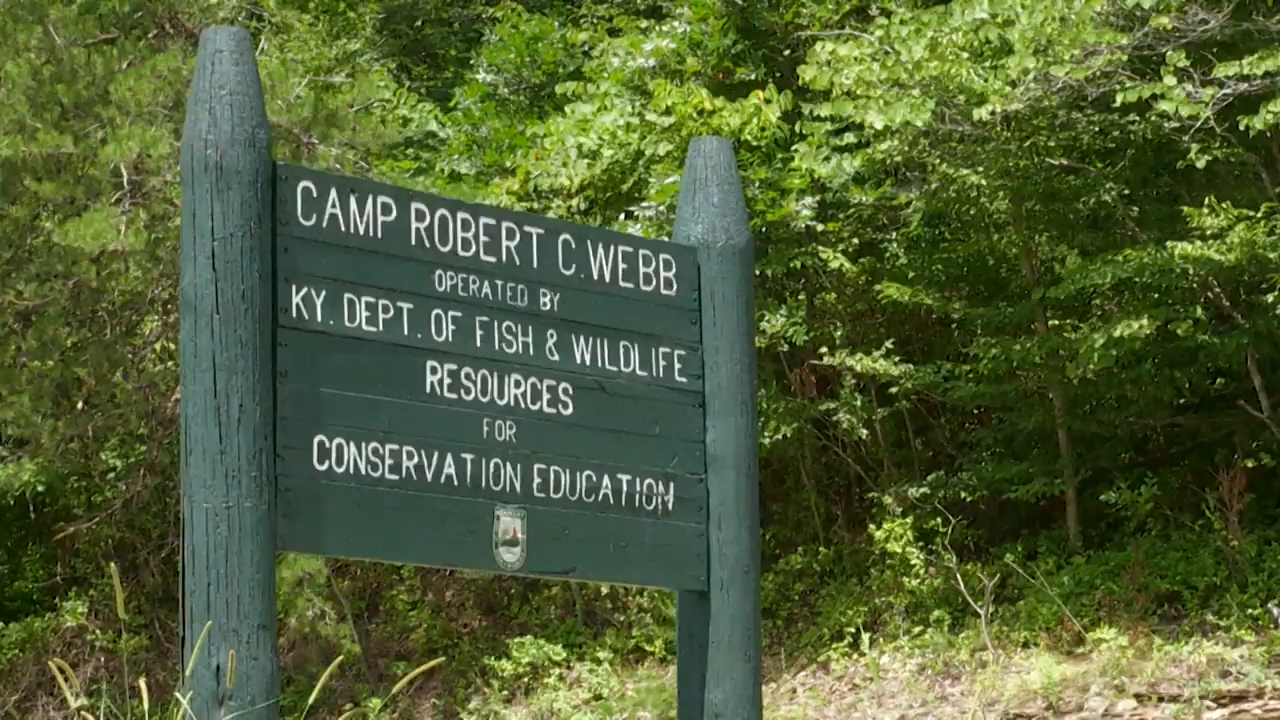 CAMP ROBERT C. WEBB
OPERATED BY
KY. DEPT. OF FISH & WILDLIFE
RESOURCES
FOR
CONSERVATION EDUCATION